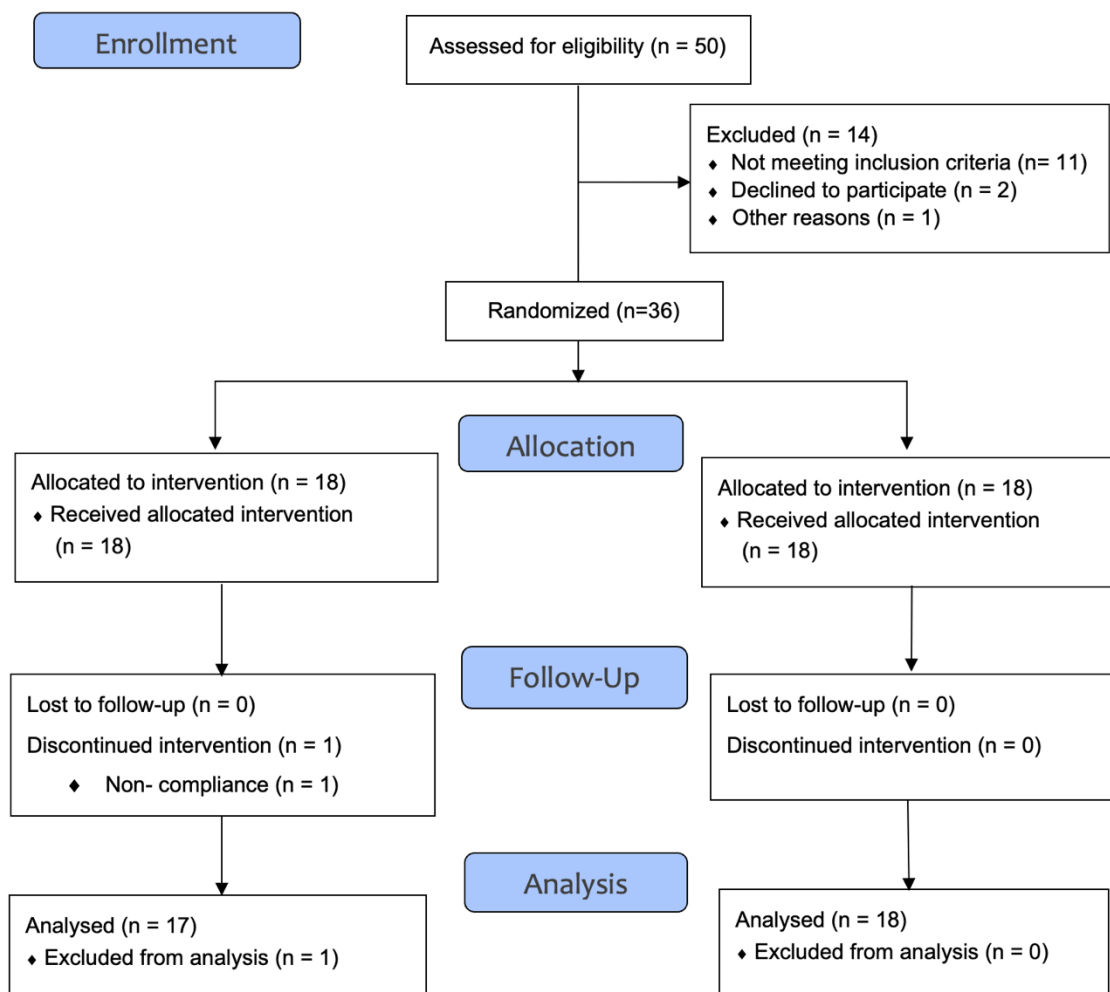 Enrollment
Assessed for eligibility (n = 50)
Excluded (n = 14)
♦ Not meeting inclusion criteria (n= 11)
♦ Declined to participate (n = 2)
♦ Other reasons (n = 1)
Randomized (n=36)
Allocation
Allocated to intervention (n = 18)
♦ Received allocated intervention
(n = 18)
Allocated to intervention (n = 18)
♦ Received allocated intervention
(n = 18)
Follow-Up
Lost to follow-up (n = 0)
Discontinued intervention (n = 1)
♦ Non- compliance (n = 1)
Lost to follow-up (n = 0)
Discontinued intervention (n = 0)
Analysis
Analysed (n = 17)
♦ Excluded from analysis (n = 1)
Analysed (n = 18)
♦ Excluded from analysis (n = 0)